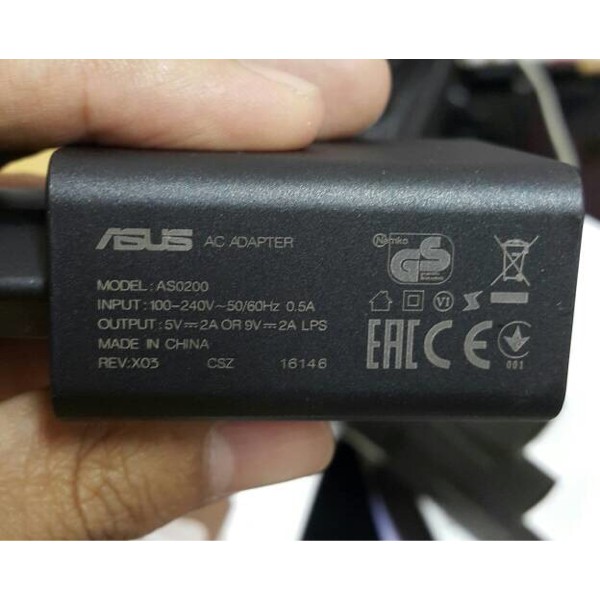 ASUS AC ADAPTER
MODEL: AS0200
INPUT: 100-240V~50/60Hz 0.5A
OUTPUT: 5V⎓2A OR 9V⎓2A LPS
MADE IN CHINA
REV:X03 CSZ 16146
Nemko
GS
VI
EAC CE
001